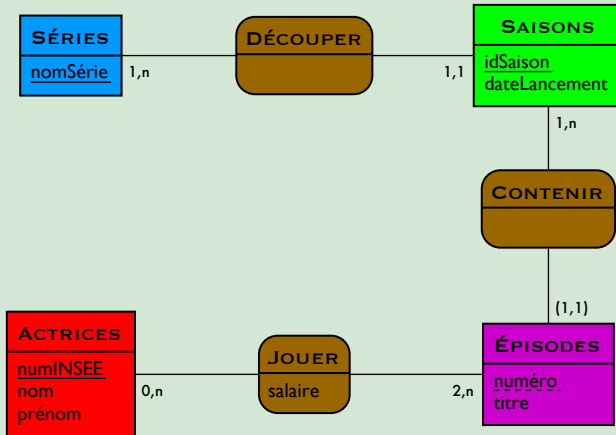 SÉRIES
nomSérie
1,n
DÉCOUPER
1,1
SAISONS
idSaison
dateLancement
1,n
CONTENIR
(1,1)
ACTRICES
numINSEE
nom
prénom
0,n
JOUER
salaire
2,n
ÉPISODES
numéro
titre